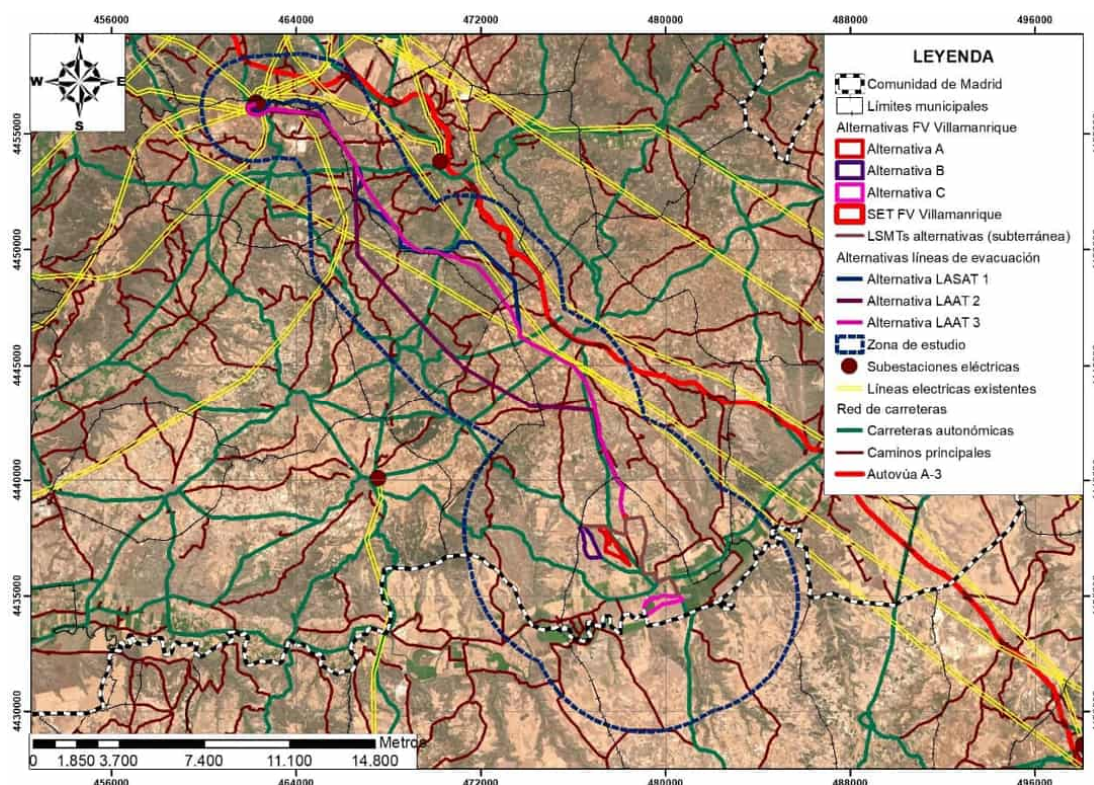 456000 464000 472000 480000 488000 496000
N
W E
S
LEYENDA
Comunidad de Madrid
Límites municipales
Alternativas FV Villamanrique
Alternativa A
Alternativa B
Alternativa C
SET FV Villamanrique
LSMTs alternativas (subterránea)
Alternativas líneas de evacuación
Alternativa LASAT 1
Alternativa LAAT 2
Alternativa LAAT 3
Zona de estudio
Subestaciones eléctricas
Líneas electricas existentes
Red de carreteras
Carreteras autonómicas
Caminos principales
Autovúa A-3
4455000
4450000
4445000
4440000
4435000
4430000
Metros
0 1.850 3.700 7.400 11.100 14.800
456000 464000 472000 480000 488000 496000